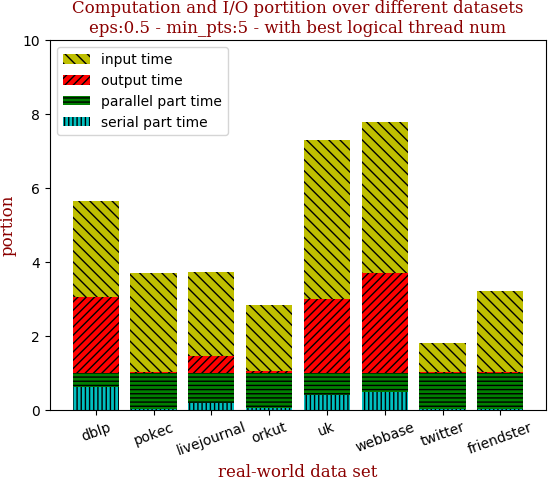 Computation and I/O portition over different datasets
eps:0.5 - min_pts:5 - with best logical thread num
10
8
6
4
2
0
portion
input time
output time
parallel part time
serial part time
dblp
pokec
livejournal
orkut
uk
webbase
twitter
friendster
real-world data set